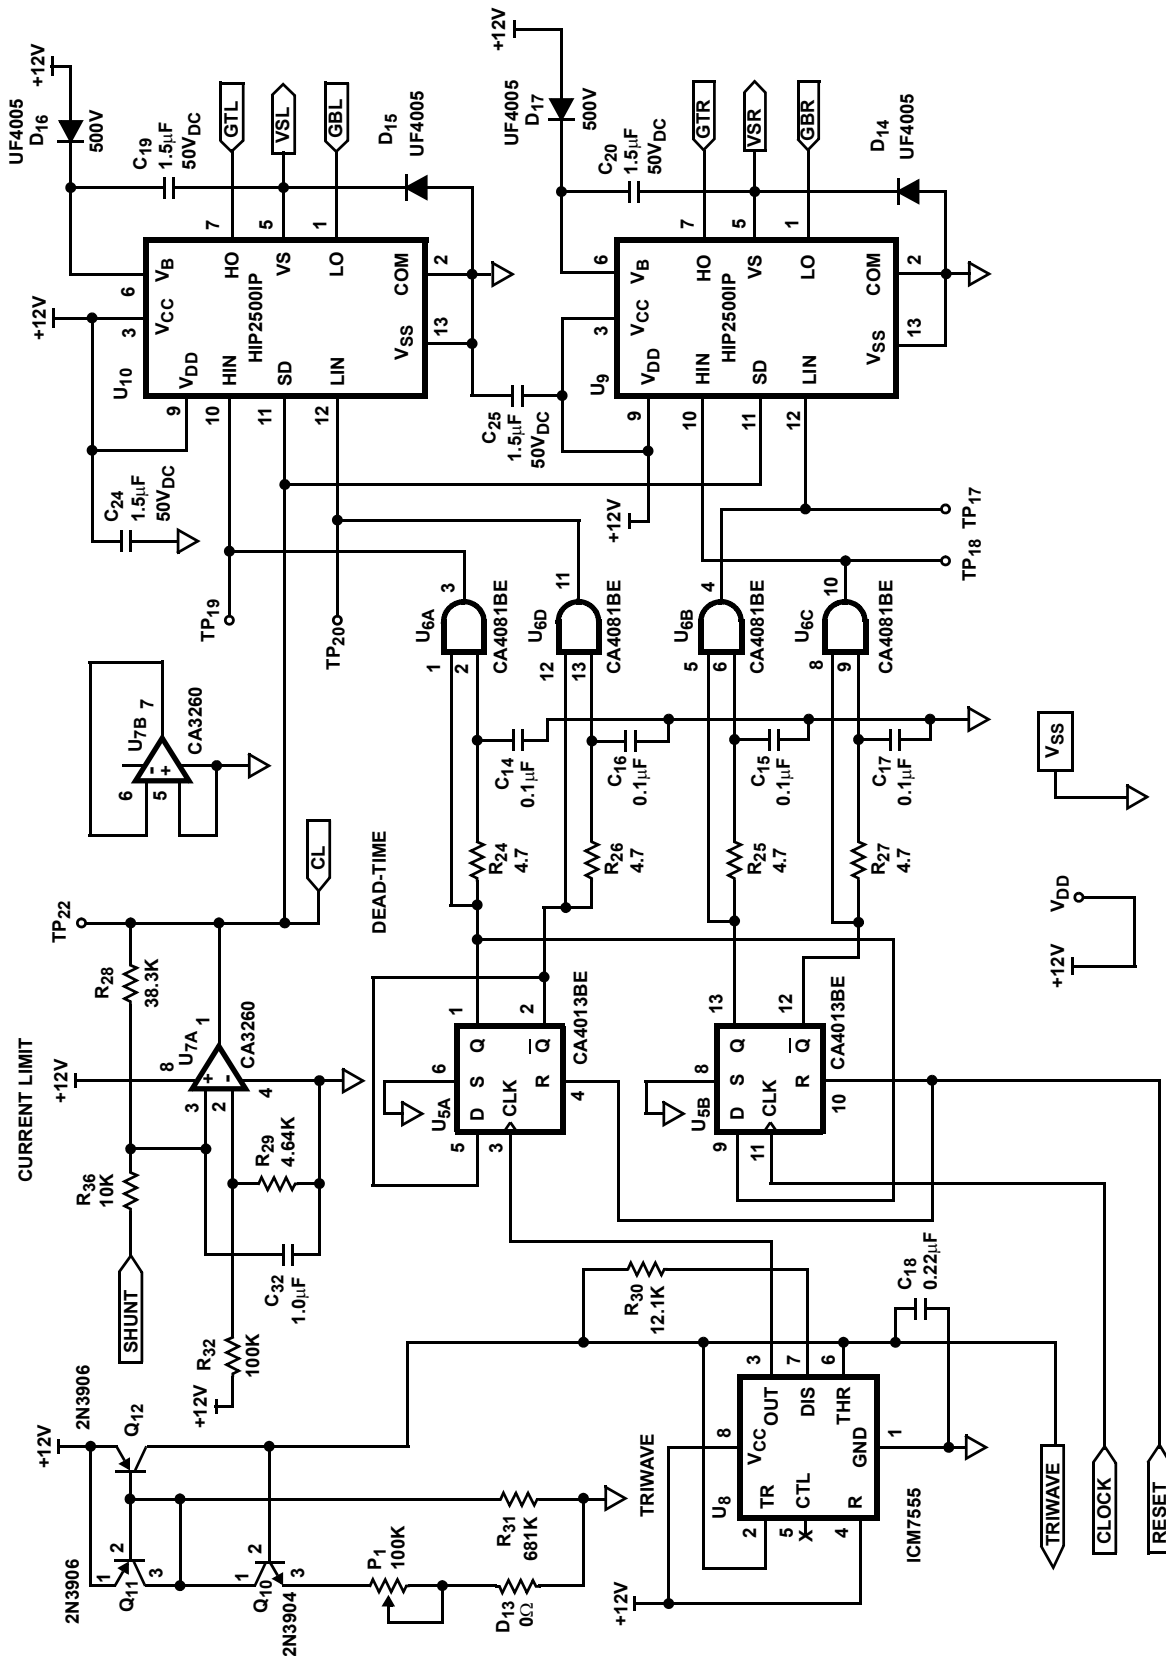 CURRENT LIMIT
DEAD-TIME
TRIWAVE
+12V
2N3906
Q11
1
2
3
2N3906
Q12
Q10
2N3904
1
2
3
P1
100K
D13
0Ω
R31
681K
SHUNT
R36
10K
R28
38.3K
TP22
+12V
8
U7A
1
3
+
2
-
4
CA3260
R29
4.64K
C32
1.0µF
R32
100K
+12V
CL
U7B
7
6
-
5
+
CA3260
+12V
U8
2
TR
5
CTL
X
4
R
8
VCC
OUT
3
DIS
7
THR
6
GND
1
ICM7555
R30
12.1K
C18
0.22µF
TRIWAVE
CLOCK
RESET
U5A
6
S
5
D
3
CLK
Q
1
Q
2
R
4
CA4013BE
U5B
8
S
9
D
11
CLK
Q
13
Q
12
R
10
CA4013BE
R24
4.7
C14
0.1µF
R26
4.7
C16
0.1µF
R25
4.7
C15
0.1µF
R27
4.7
C17
0.1µF
+12V
VDD
VSS
U6A
1
2
3
CA4081BE
U6D
12
13
11
CA4081BE
U6B
5
6
4
CA4081BE
U6C
8
9
10
CA4081BE
TP19
TP20
TP18
TP17
C24
1.5µF
50VDC
+12V
U10
9
VDD
10
HIN
11
SD
12
LIN
3
VCC
6
VB
HIP2500IP
7
HO
5
VS
1
LO
2
COM
13
VSS
UF4005
D16
500V
+12V
C19
1.5µF
50VDC
GTL
VSL
GBL
D15
UF4005
C25
1.5µF
50VDC
+12V
U9
9
VDD
10
HIN
11
SD
12
LIN
3
VCC
6
VB
HIP2500IP
7
HO
5
VS
1
LO
2
COM
13
VSS
UF4005
D17
500V
+12V
C20
1.5µF
50VDC
GTR
VSR
GBR
D14
UF4005